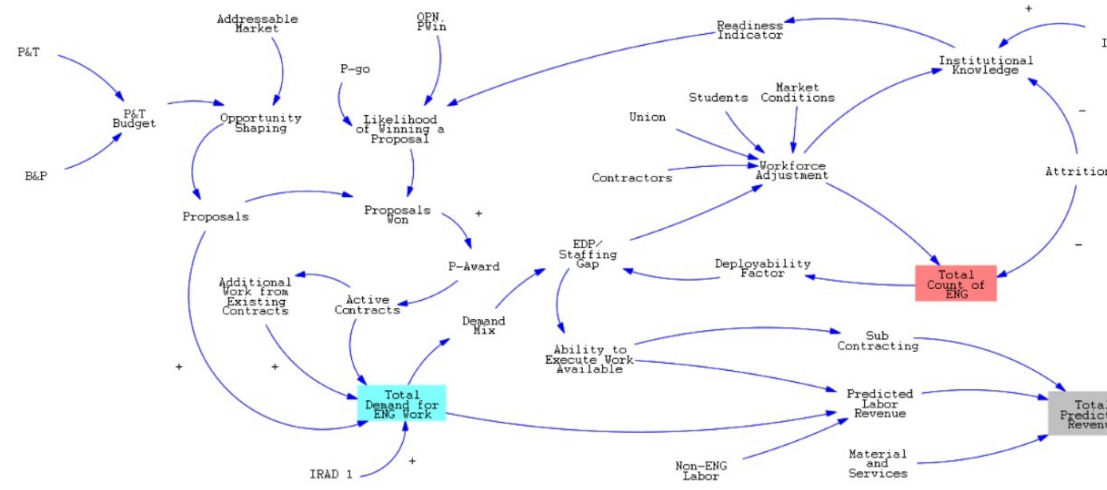 Addressable
Market
OPN,
PWin
Readiness
Indicator
+
I
P&T
P-go
Institutional
Knowledge
P&T
Budget
Opportunity
Shaping
Likelihood
of Winning a
Proposal
Students
Market
Conditions
Union
-
B&P
Contractors
Workforce
Adjustment
Attrition
Proposals
Proposals
Won
+
EDP/
Staffing
Gap
-
P-Award
Deployability
Factor
Total
Count of
ENG
Additional
Work from
Existing
Contracts
Active
Contracts
Demand
Mix
Ability to
Execute Work
Available
Sub
Contracting
+
+
Total
Demand for
ENG Work
Predicted
Labor
Revenue
Total
Predicte
Revenue
IRAD 1
+
Non-ENG
Labor
Material
and
Services